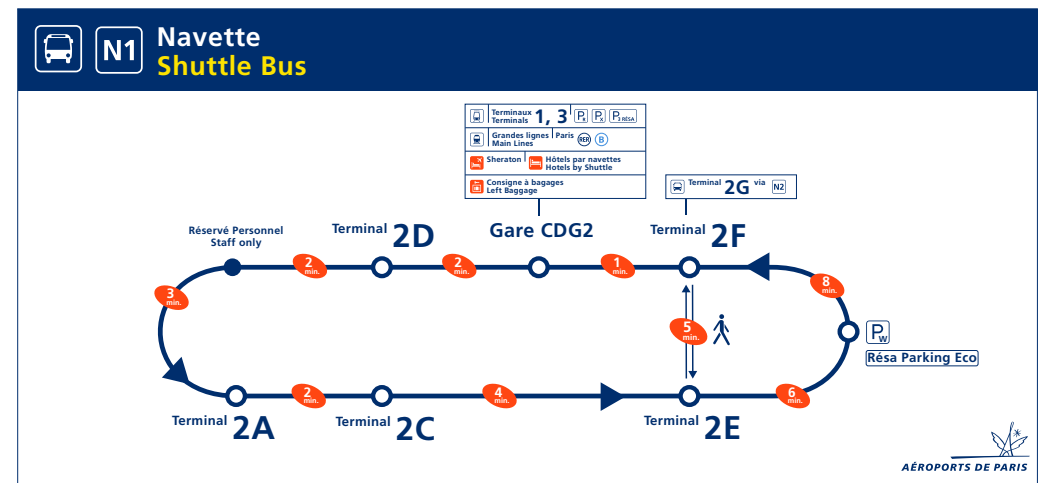 N1
Navette
Shuttle Bus
Terminaux
Terminals 1, 3 PR PX P3 RÉSA
Grandes lignes
Main Lines
Paris
RER B
Sheraton
Hôtels par navettes
Hotels by Shuttle
Consigne à bagages
Left Baggage
Terminal 2G via N2
Réservé Personnel
Staff only
Terminal 2D
Gare CDG2
Terminal 2F
2 min.
2 min.
1 min.
8 min.
3 min.
5 min.
PW
Résa Parking Eco
2 min.
4 min.
6 min.
Terminal 2A
Terminal 2C
Terminal 2E
AÉROPORTS DE PARIS